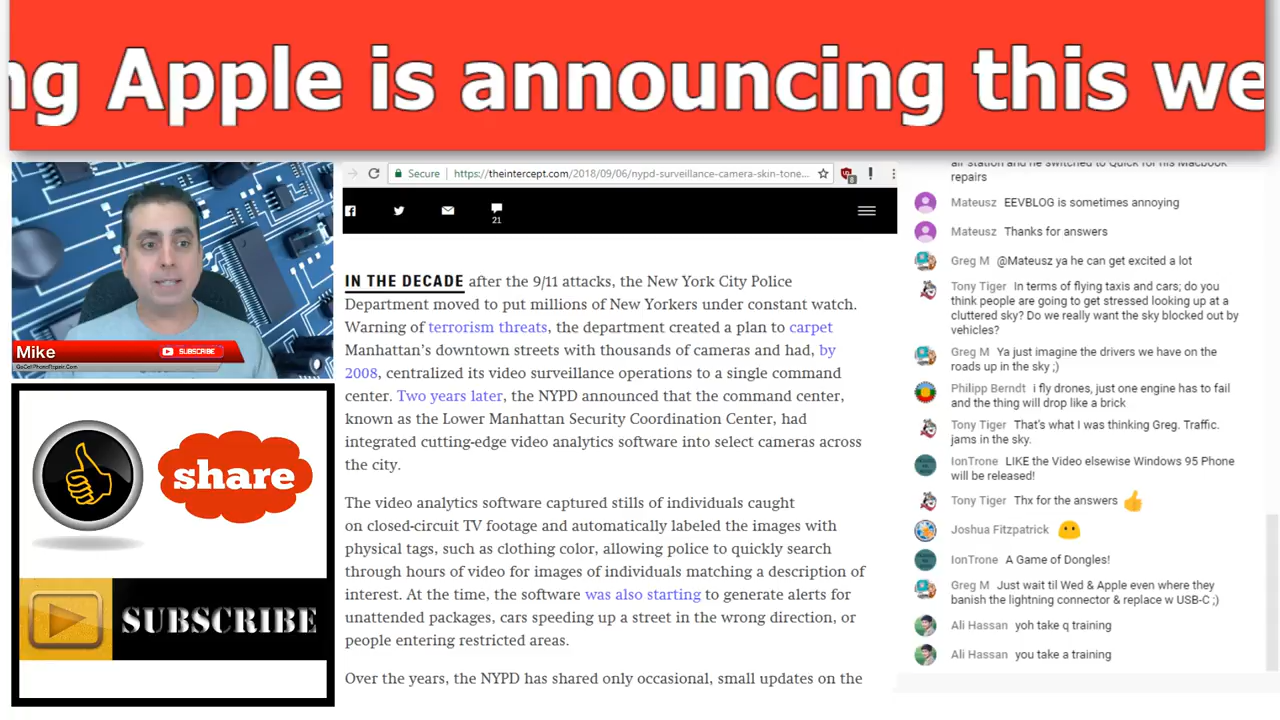 ng Apple is announcing this we
Mike
SUBSCRIBE
GoCellPhoneRepair.Com
share
SUBSCRIBE
Secure
https://theintercept.com/2018/09/06/nypd-surveillance-camera-skin-tone...
8
21
IN THE DECADE after the 9/11 attacks, the New York City Police
Department moved to put millions of New Yorkers under constant watch.
Warning of terrorism threats, the department created a plan to carpet
Manhattan’s downtown streets with thousands of cameras and had, by
2008, centralized its video surveillance operations to a single command
center. Two years later, the NYPD announced that the command center,
known as the Lower Manhattan Security Coordination Center, had
integrated cutting-edge video analytics software into select cameras across
the city.
The video analytics software captured stills of individuals caught
on closed-circuit TV footage and automatically labeled the images with
physical tags, such as clothing color, allowing police to quickly search
through hours of video for images of individuals matching a description of
interest. At the time, the software was also starting to generate alerts for
unattended packages, cars speeding up a street in the wrong direction, or
people entering restricted areas.
Over the years, the NYPD has shared only occasional, small updates on the
air station and he switched to Quick for his Macbook
repairs
Mateusz EEVBLOG is sometimes annoying
Mateusz Thanks for answers
Greg M @Mateusz ya he can get excited a lot
Tony Tiger In terms of flying taxis and cars; do you
think people are going to get stressed looking up at a
cluttered sky? Do we really want the sky blocked out by
vehicles?
Greg M Ya just imagine the drivers we have on the
roads up in the sky ;)
Philipp Berndt i fly drones, just one engine has to fail
and the thing will drop like a brick
Tony Tiger That's what I was thinking Greg. Traffic.
jams in the sky.
IonTrone LIKE the Video elsewise Windows 95 Phone
will be released!
Tony Tiger Thx for the answers
Joshua Fitzpatrick
IonTrone A Game of Dongles!
Greg M Just wait til Wed & Apple even where they
banish the lightning connector & replace w USB-C ;)
Ali Hassan yoh take q training
Ali Hassan you take a training